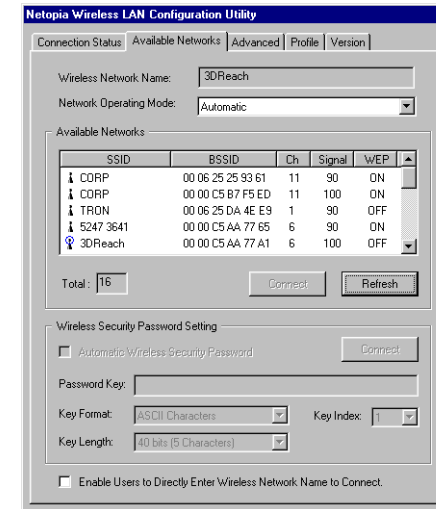 Netopia Wireless LAN Configuration Utility
Connection Status Available Networks Advanced Profile Version
Wireless Network Name: 3DReach
Network Operating Mode: Automatic
Available Networks
SSID BSSID Ch Signal WEP
CORP 00 06 25 25 93 61 11 90 ON
CORP 00 00 C5 B7 F5 ED 11 100 ON
TRON 00 06 25 DA 4E E9 1 90 OFF
5247 3641 00 00 C5 AA 77 65 6 90 ON
3DReach 00 00 C5 AA 77 A1 6 100 OFF
Total : 16 Connect Refresh
Wireless Security Password Setting
Automatic Wireless Security Password Connect
Password Key:
Key Format: ASCII Characters Key Index: 1
Key Length: 40 bits (5 Characters)
Enable Users to Directly Enter Wireless Network Name to Connect.